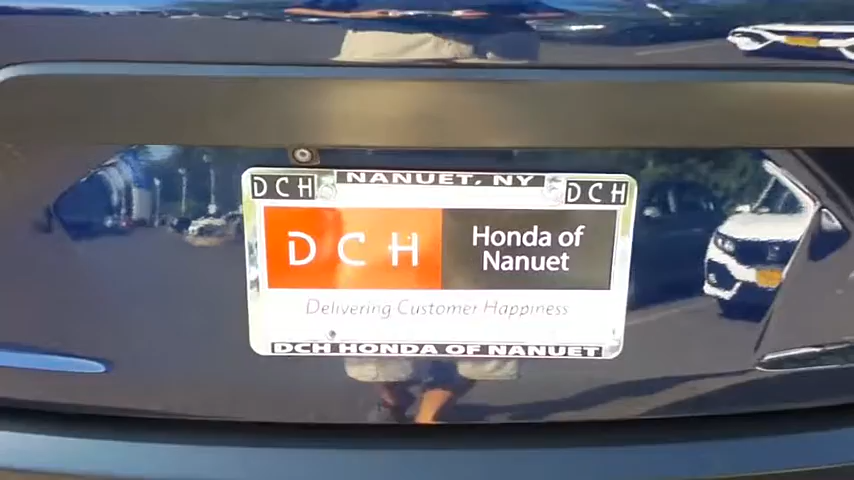 NANUET, NY
DCH DCH
DCH
Honda of
Nanuet
Delivering Customer Happiness
DCH HONDA OF NANUET